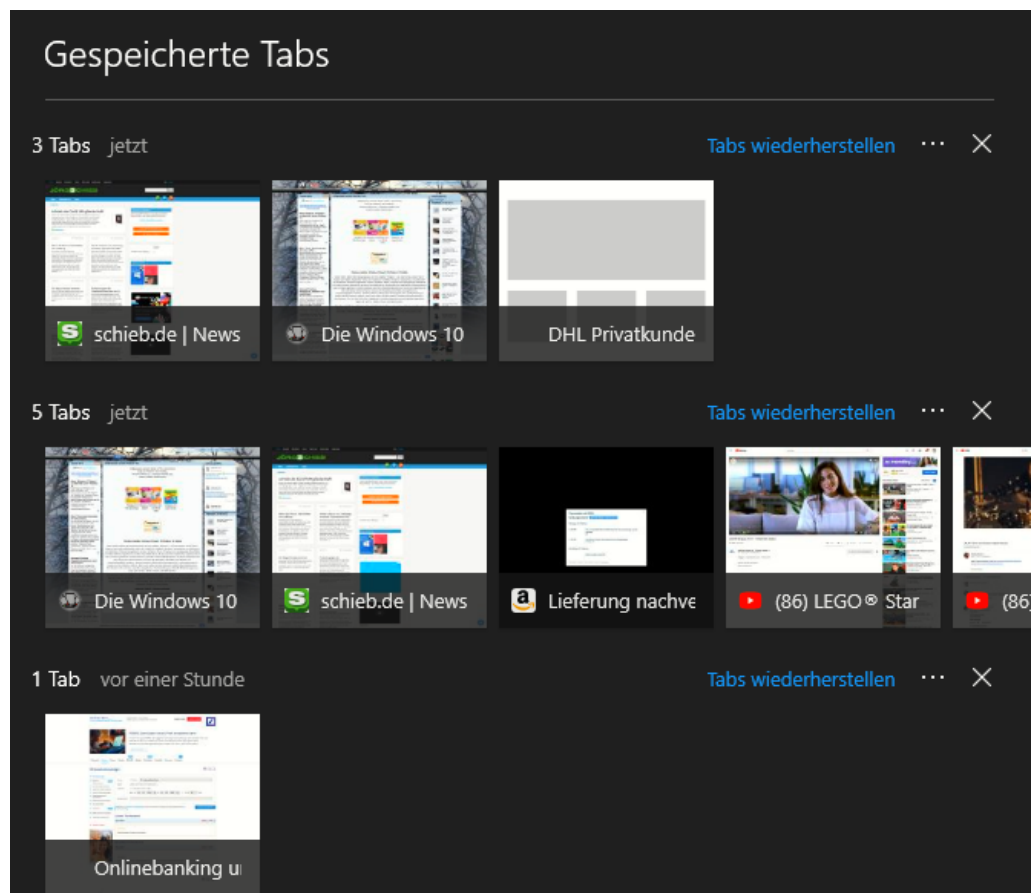 Gespeicherte Tabs
3 Tabs jetzt Tabs wiederherstellen ··· ×
schieb.de | News Die Windows 10 DHL Privatkunde
5 Tabs jetzt Tabs wiederherstellen ··· ×
Die Windows 10 schieb.de | News Lieferung nachve (86) LEGO® Star (86)
1 Tab vor einer Stunde Tabs wiederherstellen ··· ×
Onlinebanking u